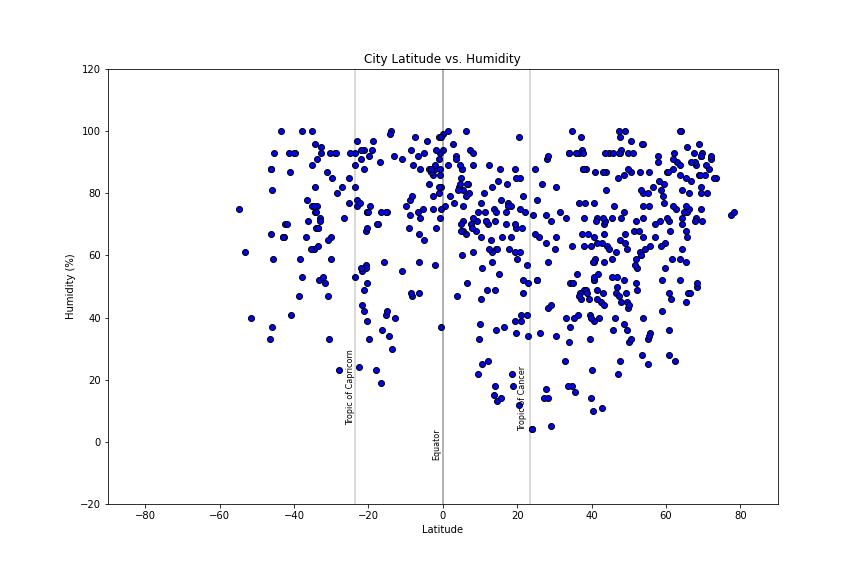 City Latitude vs. Humidity
120
100
80
60
40
20
0
−20
Humidity (%)
Tropic of Capricorn
Equator
Tropic of Cancer
−80 −60 −40 −20 0 20 40 60 80
Latitude